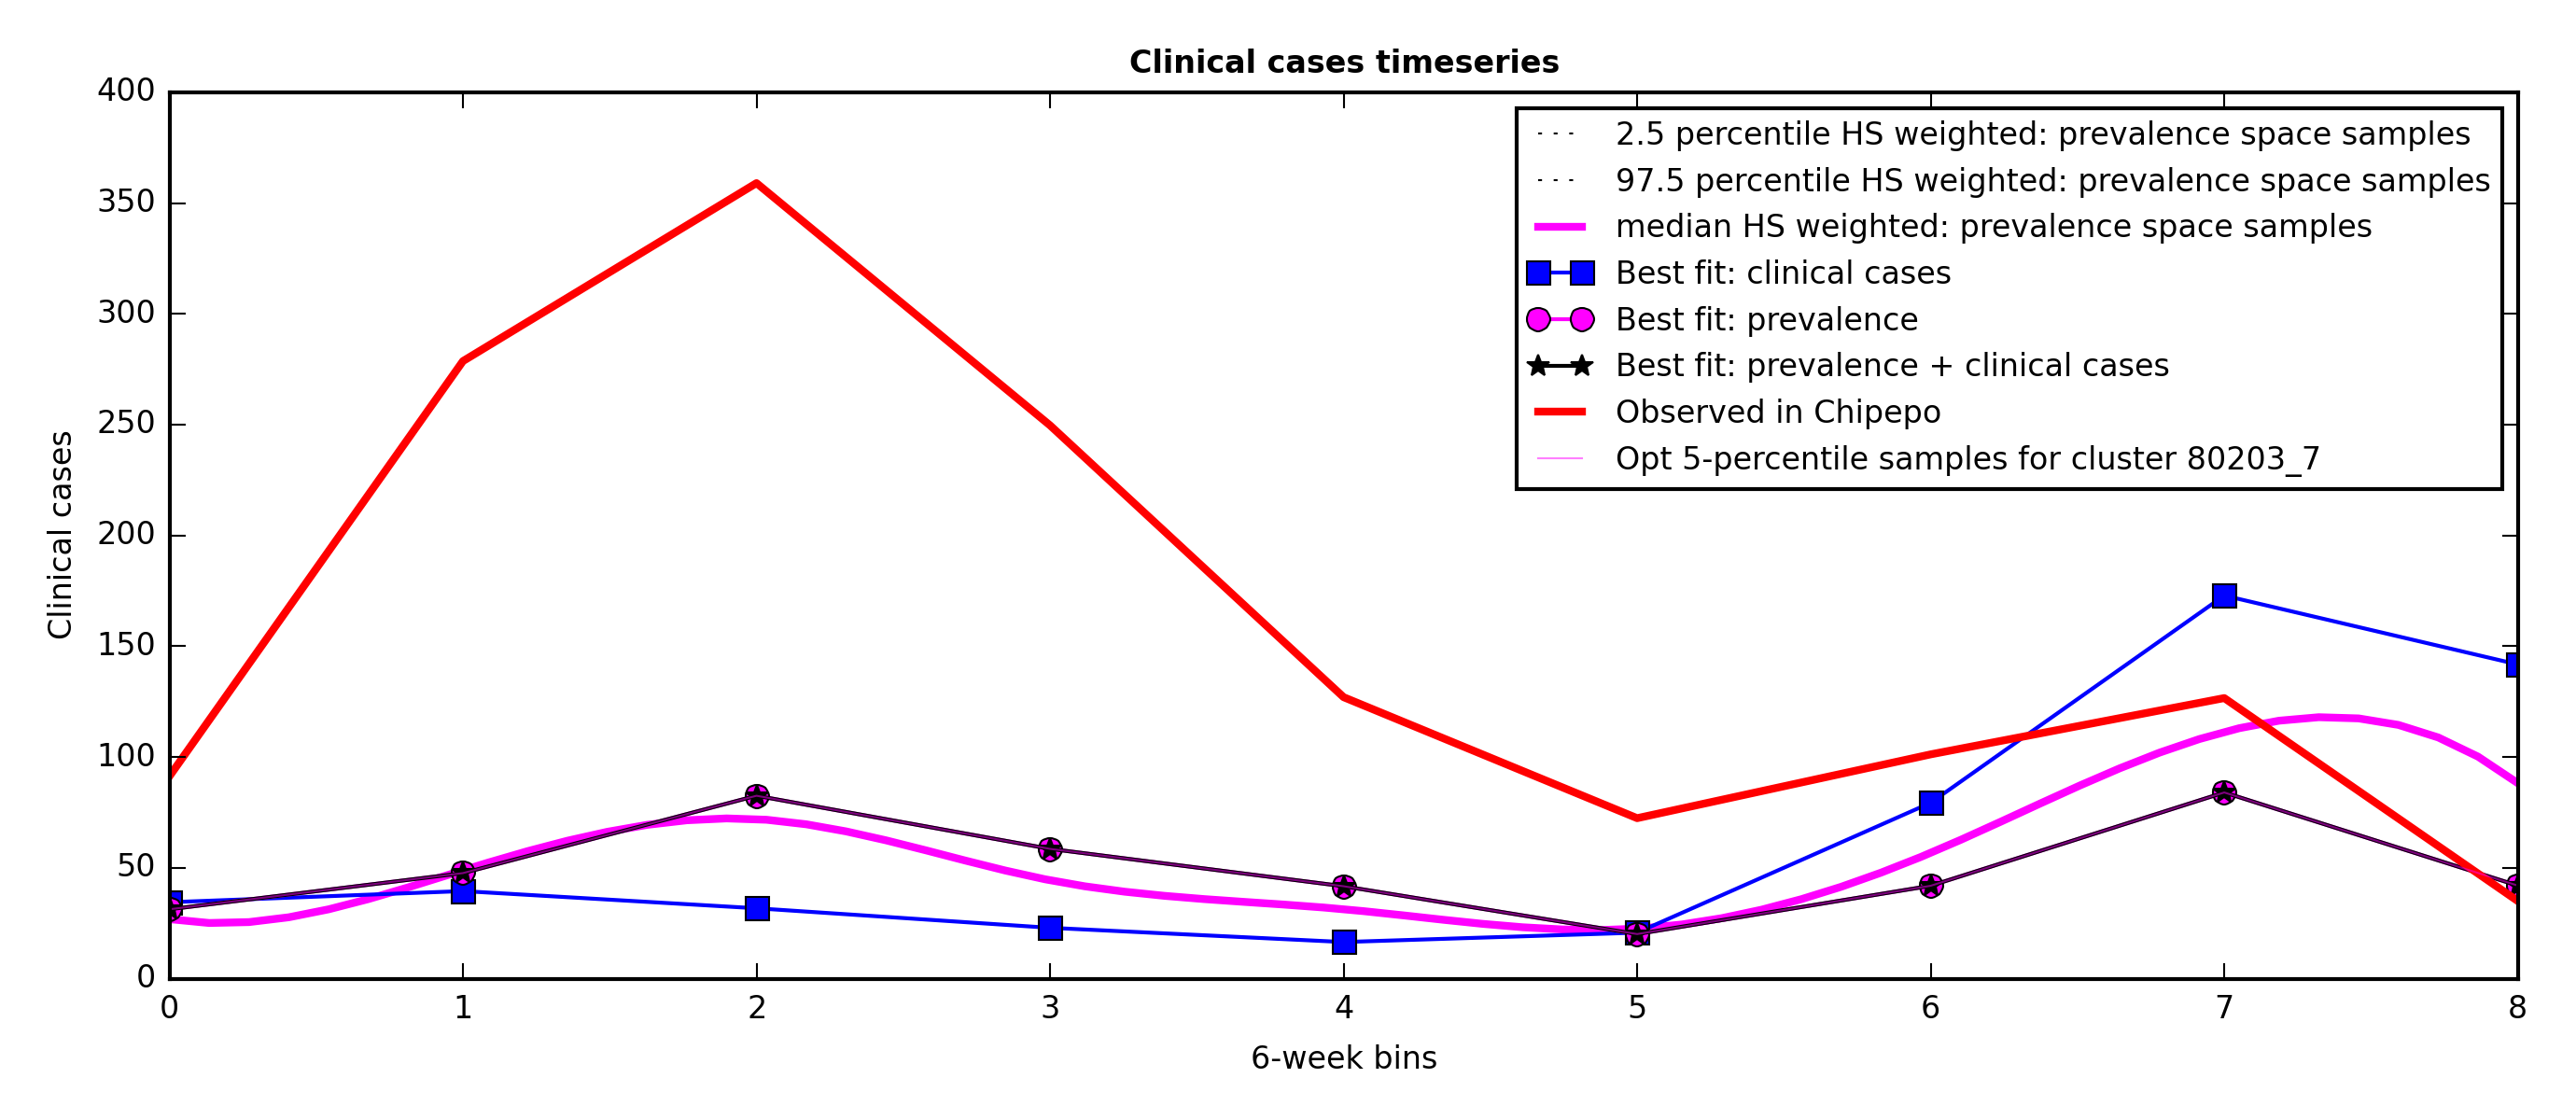 Clinical cases timeseries
400
350
300
250
200
150
100
50
0
Clinical cases
2.5 percentile HS weighted: prevalence space samples
97.5 percentile HS weighted: prevalence space samples
median HS weighted: prevalence space samples
Best fit: clinical cases
Best fit: prevalence
Best fit: prevalence + clinical cases
Observed in Chipepo
Opt 5-percentile samples for cluster 80203_7
0 1 2 3 4 5 6 7 8
6-week bins